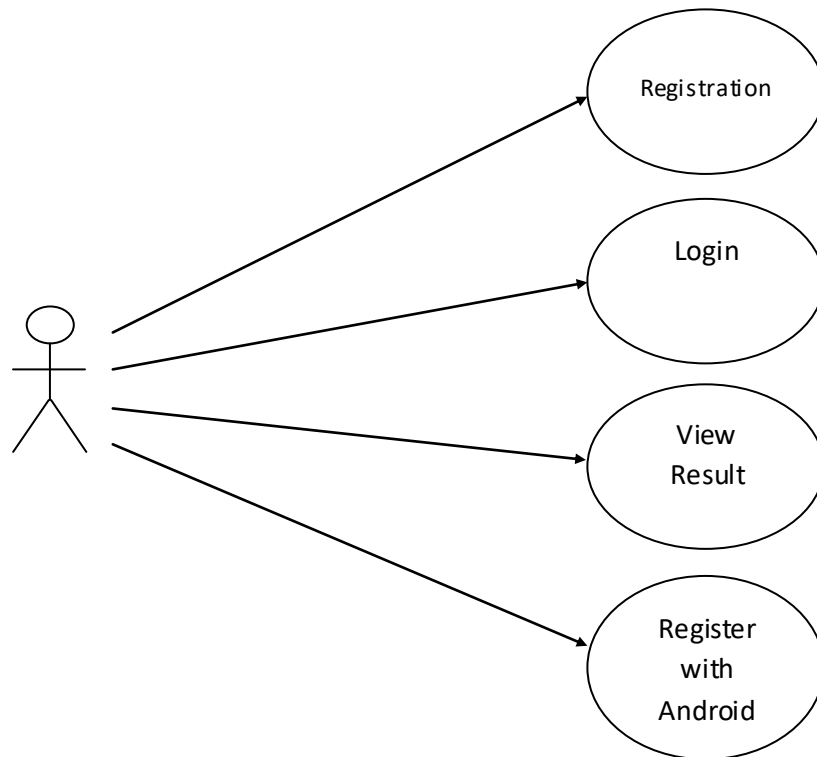 Registration
Login
View
Result
Register
with
Android